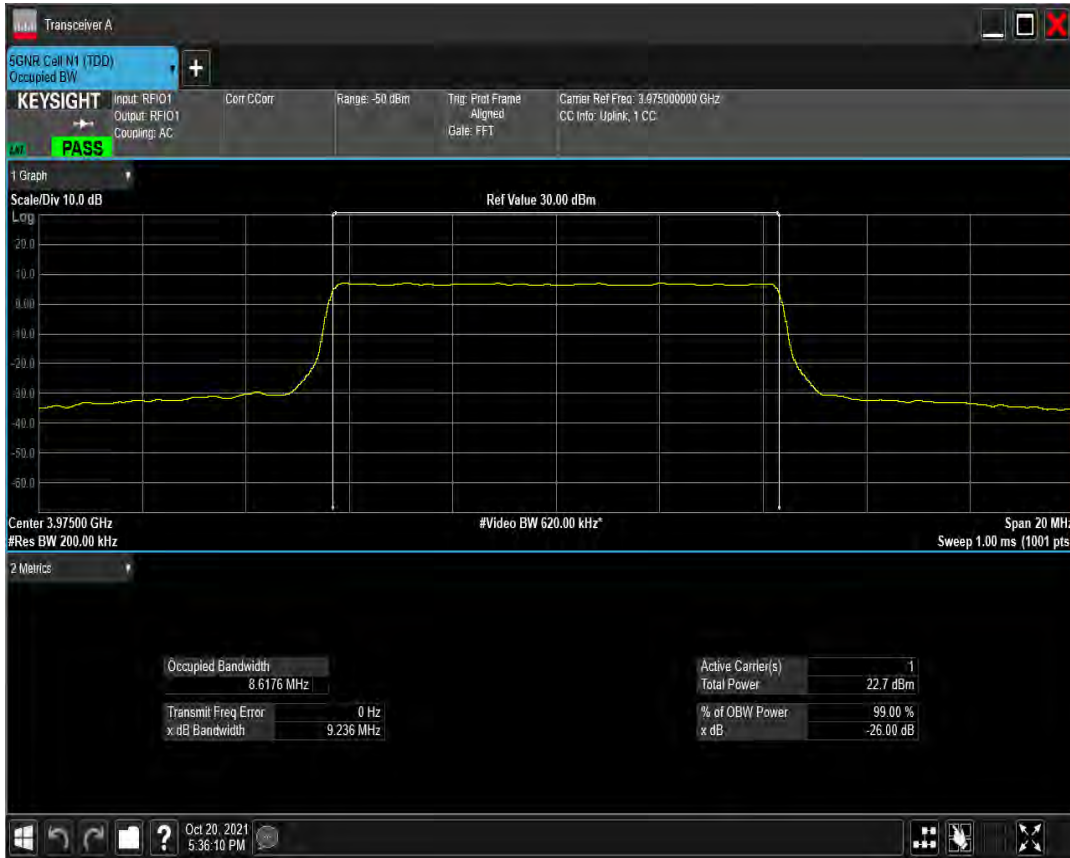 Transceiver A
5GNR Cell N1 (TDD)
Occupied BW
+
KEYSIGHT
Input: RFIO1
Output: RFIO1
Coupling: AC
Corr CCorr
Range: -50 dBm
Trig: Prot Frame
Aligned
Gate: FFT
Carrier Ref Freq: 3.975000000 GHz
CC Info: Uplink, 1 CC
PASS
1 Graph
Scale/Div 10.0 dB
Ref Value 30.00 dBm
Log
20.0
10.0
0.00
-10.0
-20.0
-30.0
-40.0
-50.0
-60.0
Center 3.97500 GHz
#Video BW 620.00 kHz*
Span 20 MHz
#Res BW 200.00 kHz
Sweep 1.00 ms (1001 pts
2 Metrics
Occupied Bandwidth
8.6176 MHz
Transmit Freq Error 0 Hz
x dB Bandwidth 9.236 MHz
Active Carrier(s) 1
Total Power 22.7 dBm
% of OBW Power 99.00 %
x dB -26.00 dB
?
Oct 20, 2021
5:36:10 PM